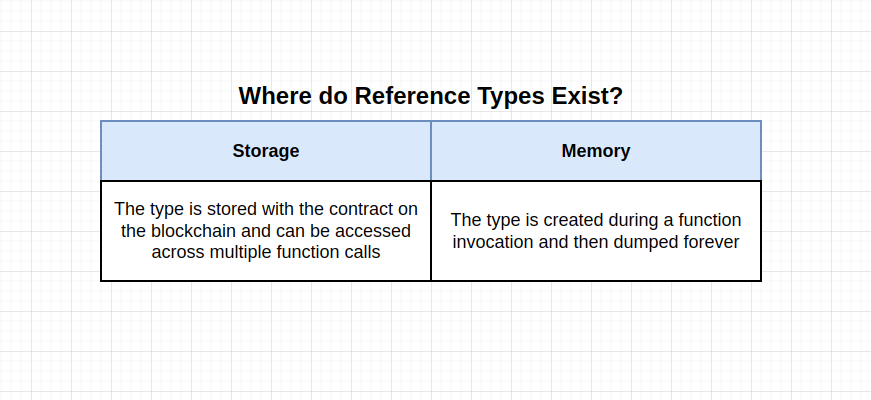 Where do Reference Types Exist?
Storage
Memory
The type is stored with the contract on
the blockchain and can be accessed
across multiple function calls
The type is created during a function
invocation and then dumped forever